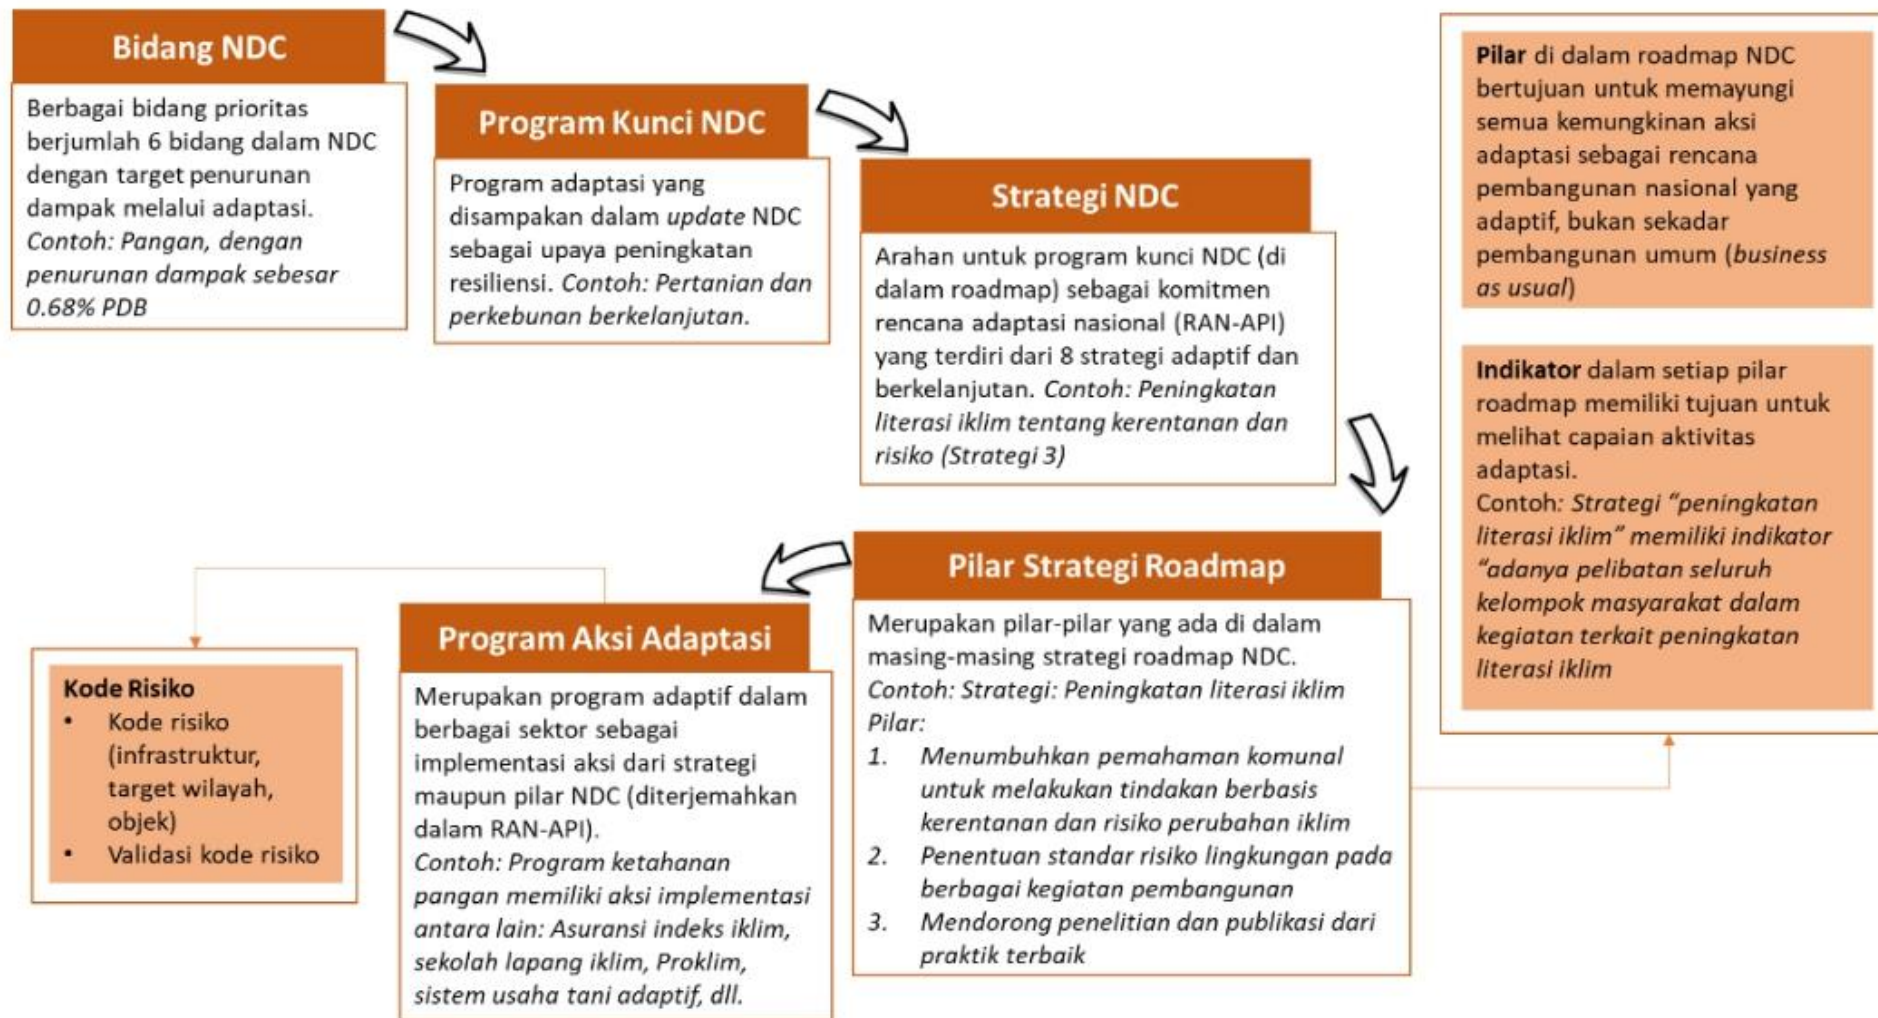 Bidang NDC
Berbagai bidang prioritas
berjumlah 6 bidang dalam NDC
dengan target penurunan
dampak melalui adaptasi.
Contoh: Pangan, dengan
penurunan dampak sebesar
0.68% PDB
Program Kunci NDC
Program adaptasi yang
disampakan dalam update NDC
sebagai upaya peningkatan
resiliensi. Contoh: Pertanian dan
perkebunan berkelanjutan.
Strategi NDC
Arahan untuk program kunci NDC (di
dalam roadmap) sebagai komitmen
rencana adaptasi nasional (RAN-API)
yang terdiri dari 8 strategi adaptif dan
berkelanjutan. Contoh: Peningkatan
literasi iklim tentang kerentanan dan
risiko (Strategi 3)
Pilar di dalam roadmap NDC
bertujuan untuk memayungi
semua kemungkinan aksi
adaptasi sebagai rencana
pembangunan nasional yang
adaptif, bukan sekadar
pembangunan umum (business
as usual)
Indikator dalam setiap pilar
roadmap memiliki tujuan untuk
melihat capaian aktivitas
adaptasi.
Contoh: Strategi “peningkatan
literasi iklim” memiliki indikator
“adanya pelibatan seluruh
kelompok masyarakat dalam
kegiatan terkait peningkatan
literasi iklim
Pilar Strategi Roadmap
Merupakan pilar-pilar yang ada di dalam
masing-masing strategi roadmap NDC.
Contoh: Strategi: Peningkatan literasi iklim
Pilar:
1. Menumbuhkan pemahaman komunal
untuk melakukan tindakan berbasis
kerentanan dan risiko perubahan iklim
2. Penentuan standar risiko lingkungan pada
berbagai kegiatan pembangunan
3. Mendorong penelitian dan publikasi dari
praktik terbaik
Program Aksi Adaptasi
Merupakan program adaptif dalam
berbagai sektor sebagai
implementasi aksi dari strategi
maupun pilar NDC (diterjemahkan
dalam RAN-API).
Contoh: Program ketahanan
pangan memiliki aksi implementasi
antara lain: Asuransi indeks iklim,
sekolah lapang iklim, Proklim,
sistem usaha tani adaptif, dll.
Kode Risiko
• Kode risiko
(infrastruktur,
target wilayah,
objek)
• Validasi kode risiko